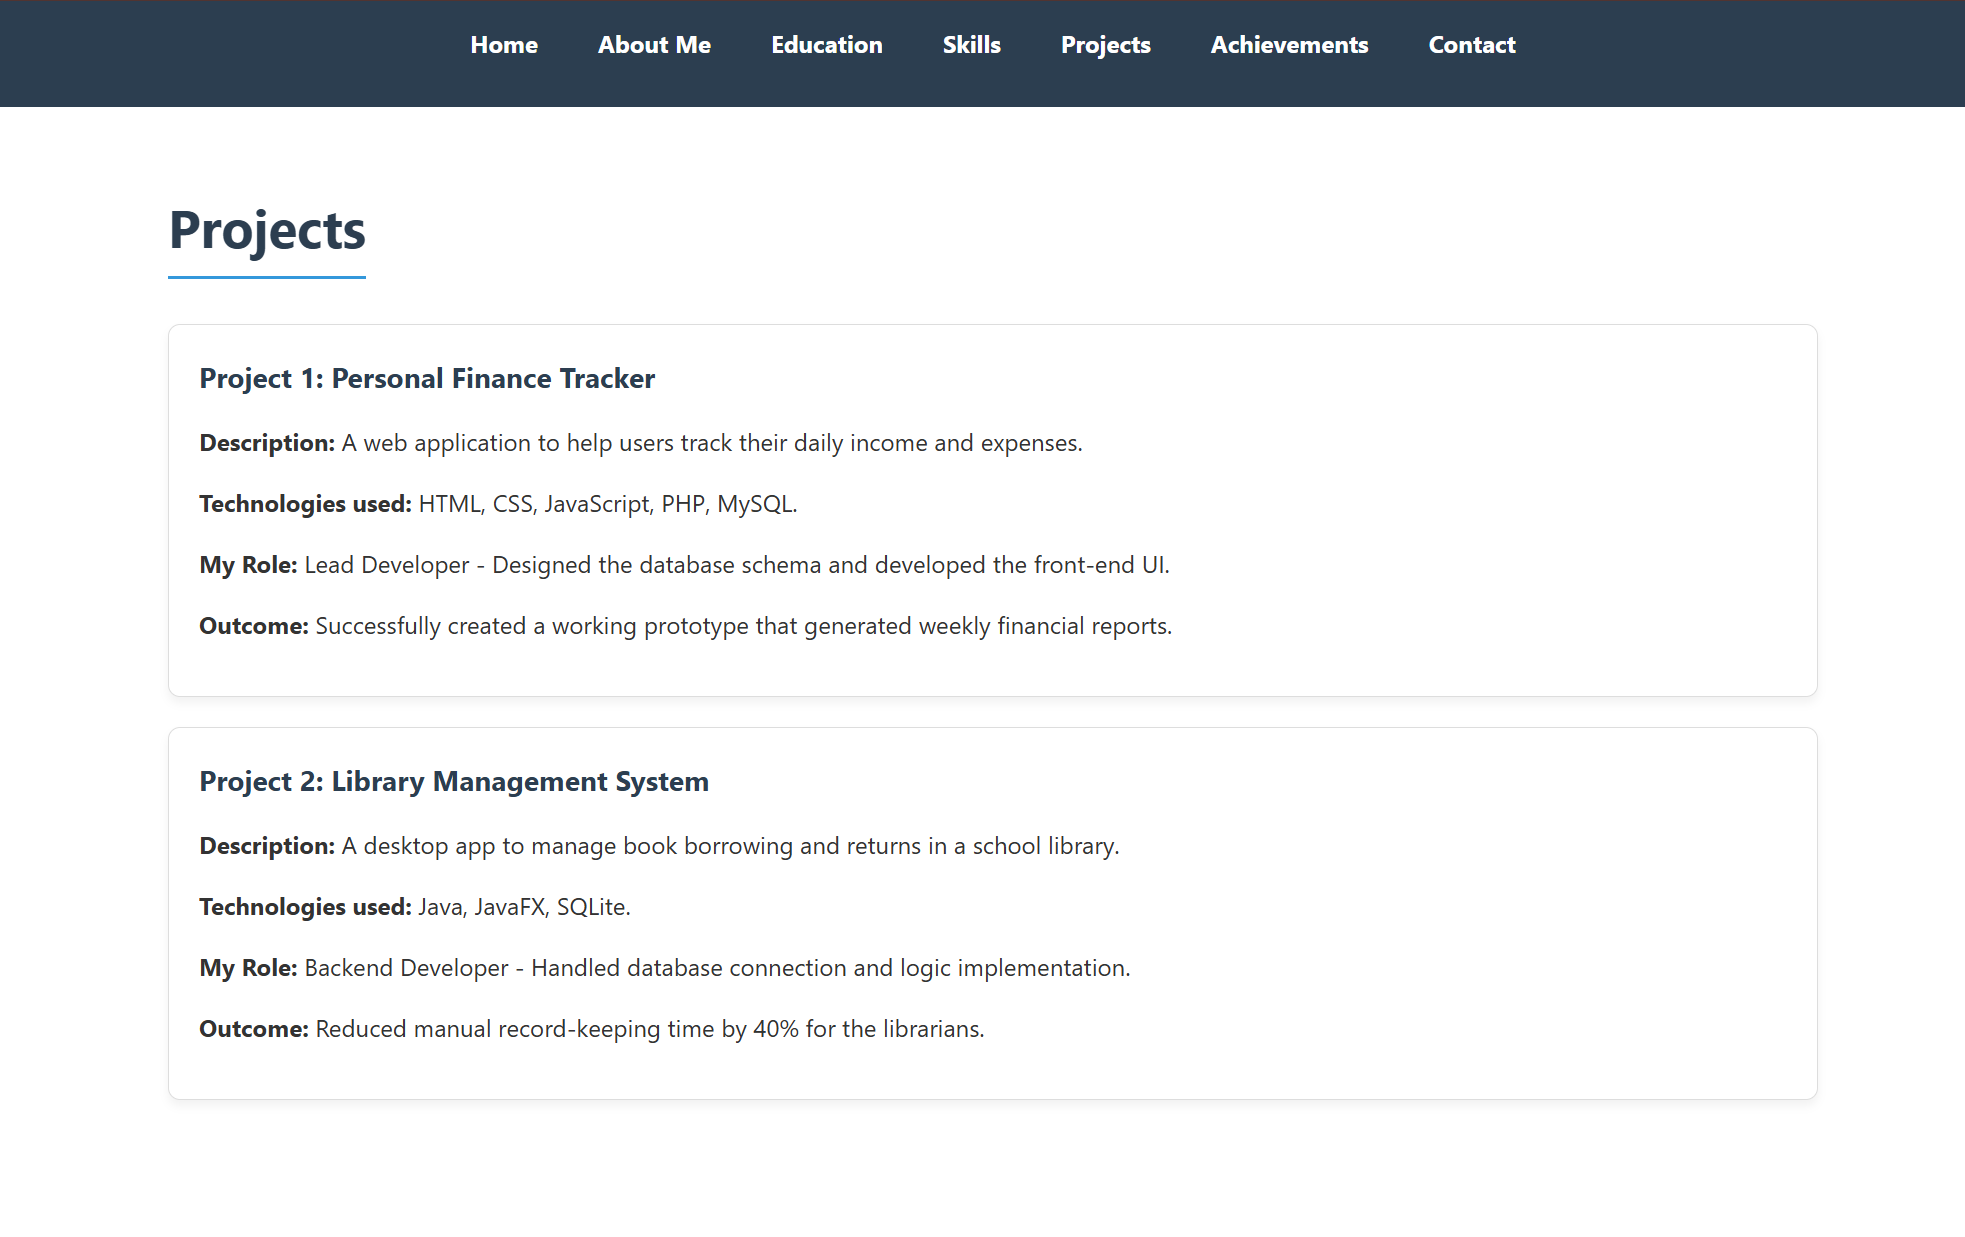 Home About Me Education Skills Projects Achievements Contact
Projects
Project 1: Personal Finance Tracker
Description: A web application to help users track their daily income and expenses.
Technologies used: HTML, CSS, JavaScript, PHP, MySQL.
My Role: Lead Developer - Designed the database schema and developed the front-end UI.
Outcome: Successfully created a working prototype that generated weekly financial reports.
Project 2: Library Management System
Description: A desktop app to manage book borrowing and returns in a school library.
Technologies used: Java, JavaFX, SQLite.
My Role: Backend Developer - Handled database connection and logic implementation.
Outcome: Reduced manual record-keeping time by 40% for the librarians.